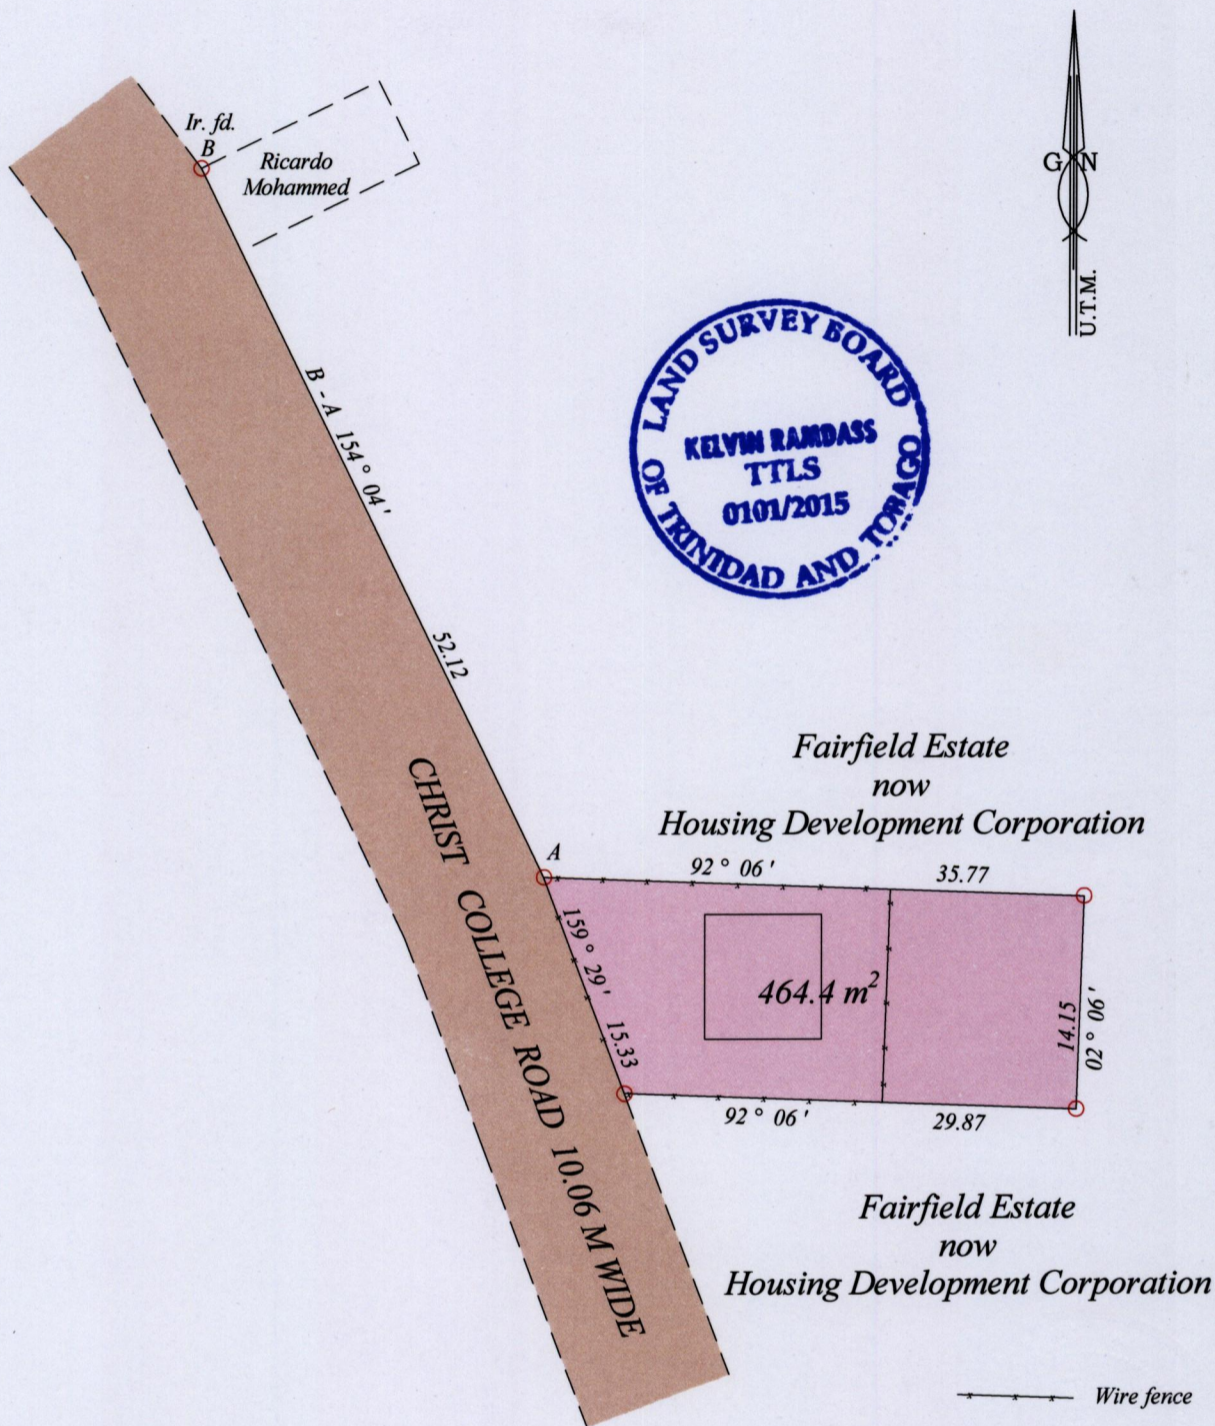 G N
U.T.M.
Ir. fd.
B
Ricardo
Mohammed
B - A 154° 04'
52.12
LAND SURVEY BOARD
OF TRINIDAD AND TOBAGO
KELVIN RAMDASS
TTLS
0101/2015
Fairfield Estate
now
Housing Development Corporation
A
92° 06'
35.77
159° 29'
15.33
464.4 m²
14.15
02° 06'
92° 06'
29.87
CHRIST COLLEGE ROAD 10.06 M WIDE
Fairfield Estate
now
Housing Development Corporation
Wire fence